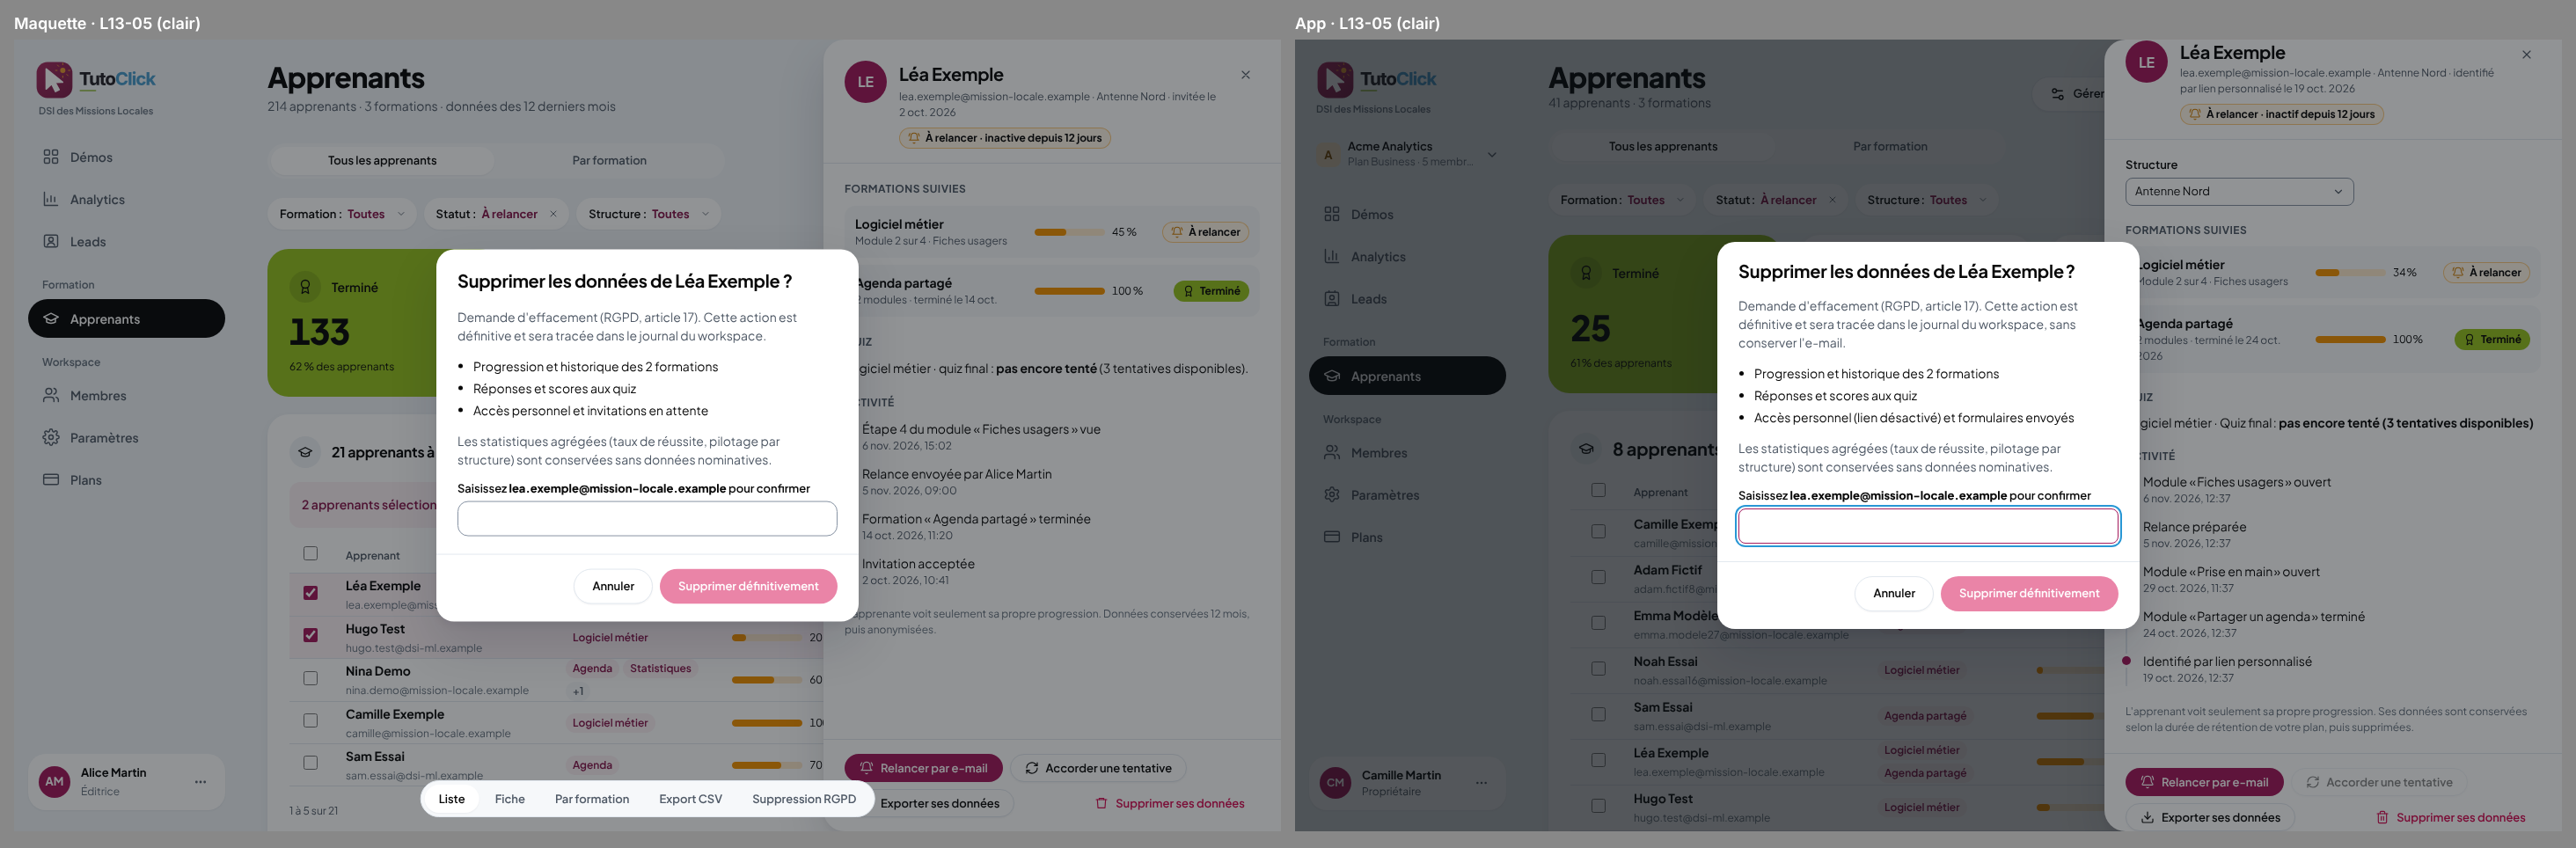 Maquette · L13-05 (clair)
TutoClick
DSI des Missions Locales
Démos
Analytics
Leads
Formation
Apprenants
Workspace
Membres
Paramètres
Plans
AM
Alice Martin
Éditrice
Apprenants
214 apprenants · 3 formations · données des 12 derniers mois
Tous les apprenants
Par formation
Formation : Toutes
Statut : À relancer
Structure : Toutes
Terminé
133
62 % des apprenants
21 apprenants à
2 apprenants sélection
Apprenant
Léa Exemple
lea.exemple@mis
Hugo Test
hugo.test@dsi-ml.example
Logiciel métier
20
Nina Demo
nina.demo@mission-locale.example
Agenda
Statistiques
+1
60
Camille Exemple
camille@mission-locale.example
Logiciel métier
10
Sam Essai
sam.essai@dsi-ml.example
Agenda
70
1 à 5 sur 21
LE
Léa Exemple
lea.exemple@mission-locale.example · Antenne Nord · invitée le
2 oct. 2026
À relancer · inactive depuis 12 jours
FORMATIONS SUIVIES
Logiciel métier
Module 2 sur 4 · Fiches usagers
45 %
À relancer
Agenda partagé
2 modules · terminé le 14 oct.
100 %
Terminé
UIZ
giciel métier · quiz final : pas encore tenté (3 tentatives disponibles).
TIVITÉ
Étape 4 du module « Fiches usagers » vue
6 nov. 2026, 15:02
Relance envoyée par Alice Martin
5 nov. 2026, 09:00
Formation « Agenda partagé » terminée
14 oct. 2026, 11:20
Invitation acceptée
2 oct. 2026, 10:41
apprenante voit seulement sa propre progression. Données conservées 12 mois,
puis anonymisées.
Relancer par e-mail
Accorder une tentative
Exporter ses données
Supprimer ses données
Supprimer les données de Léa Exemple ?
Demande d'effacement (RGPD, article 17). Cette action est
définitive et sera tracée dans le journal du workspace.
• Progression et historique des 2 formations
• Réponses et scores aux quiz
• Accès personnel et invitations en attente
Les statistiques agrégées (taux de réussite, pilotage par
structure) sont conservées sans données nominatives.
Saisissez lea.exemple@mission-locale.example pour confirmer
Annuler
Supprimer définitivement
Liste
Fiche
Par formation
Export CSV
Suppression RGPD
App · L13-05 (clair)
TutoClick
DSI des Missions Locales
A
Acme Analytics
Plan Business · 5 membr...
Démos
Analytics
Leads
Formation
Apprenants
Workspace
Membres
Paramètres
Plans
CM
Camille Martin
Propriétaire
Apprenants
41 apprenants · 3 formations
Gérer
Tous les apprenants
Par formation
Formation : Toutes
Statut : À relancer
Structure : Toutes
Terminé
25
61 % des apprenants
8 apprenants
Apprenant
Camille Exemp
camille@mission
Adam Fictif
adam.fictif8@mi
Emma Modèle
emma.modele27@mission-locale.example
Noah Essai
noah.essai16@mission-locale.example
Logiciel métier
Sam Essai
sam.essai@dsi-ml.example
Agenda partagé
Léa Exemple
lea.exemple@mission-locale.example
Logiciel métier
Agenda partagé
Hugo Test
hugo.test@dsi-ml.example
Logiciel métier
LE
Léa Exemple
lea.exemple@mission-locale.example · Antenne Nord · identifié
par lien personnalisé le 19 oct. 2026
À relancer · inactif depuis 12 jours
Structure
Antenne Nord
FORMATIONS SUIVIES
Logiciel métier
Module 2 sur 4 · Fiches usagers
34 %
À relancer
Agenda partagé
2 modules · terminé le 24 oct.
2026
100 %
Terminé
UIZ
giciel métier · Quiz final : pas encore tenté (3 tentatives disponibles)
TIVITÉ
Module « Fiches usagers » ouvert
6 nov. 2026, 12:37
Relance préparée
5 nov. 2026, 12:37
Module « Prise en main » ouvert
29 oct. 2026, 11:37
Module « Partager un agenda » terminé
24 oct. 2026, 12:37
Identifié par lien personnalisé
19 oct. 2026, 12:37
L'apprenant voit seulement sa propre progression. Ses données sont conservées
selon la durée de rétention de votre plan, puis supprimées.
Relancer par e-mail
Accorder une tentative
Exporter ses données
Supprimer ses données
Supprimer les données de Léa Exemple ?
Demande d'effacement (RGPD, article 17). Cette action est
définitive et sera tracée dans le journal du workspace, sans
conserver l'e-mail.
• Progression et historique des 2 formations
• Réponses et scores aux quiz
• Accès personnel (lien désactivé) et formulaires envoyés
Les statistiques agrégées (taux de réussite, pilotage par
structure) sont conservées sans données nominatives.
Saisissez lea.exemple@mission-locale.example pour confirmer
Annuler
Supprimer définitivement